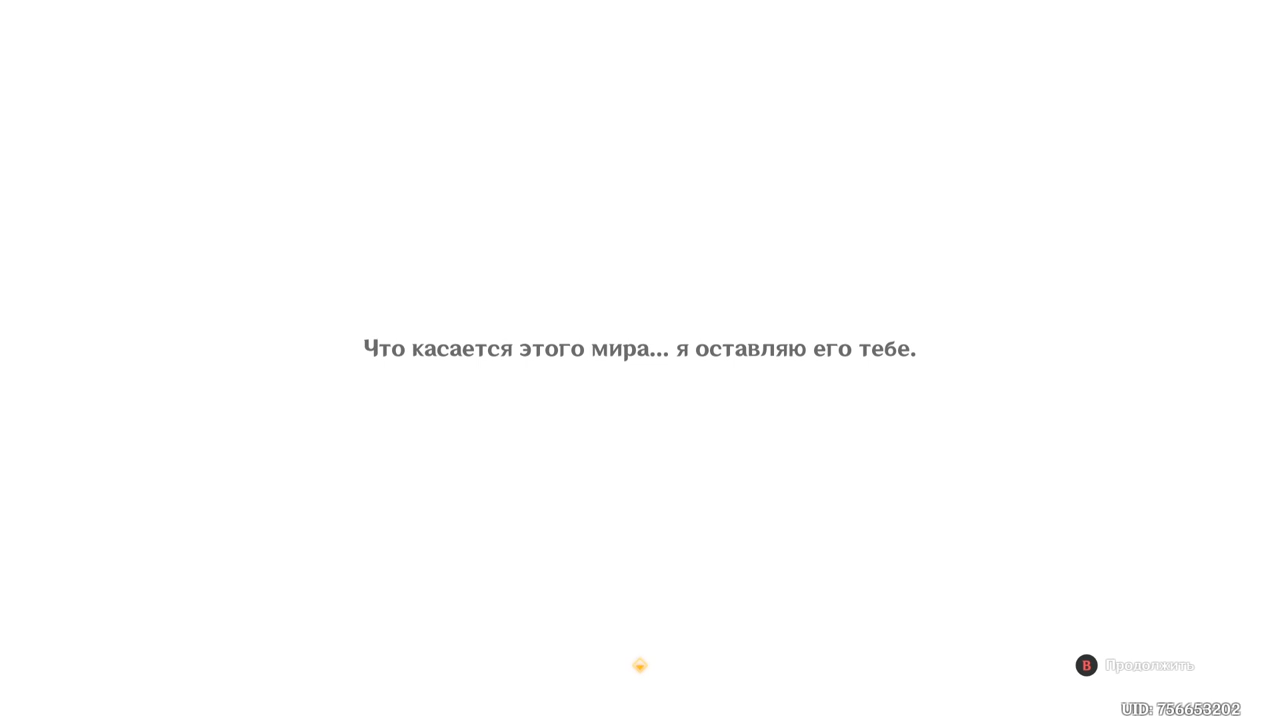 Что касается этого мира... я оставляю его тебе.
B Продолжить
UID: 756653202